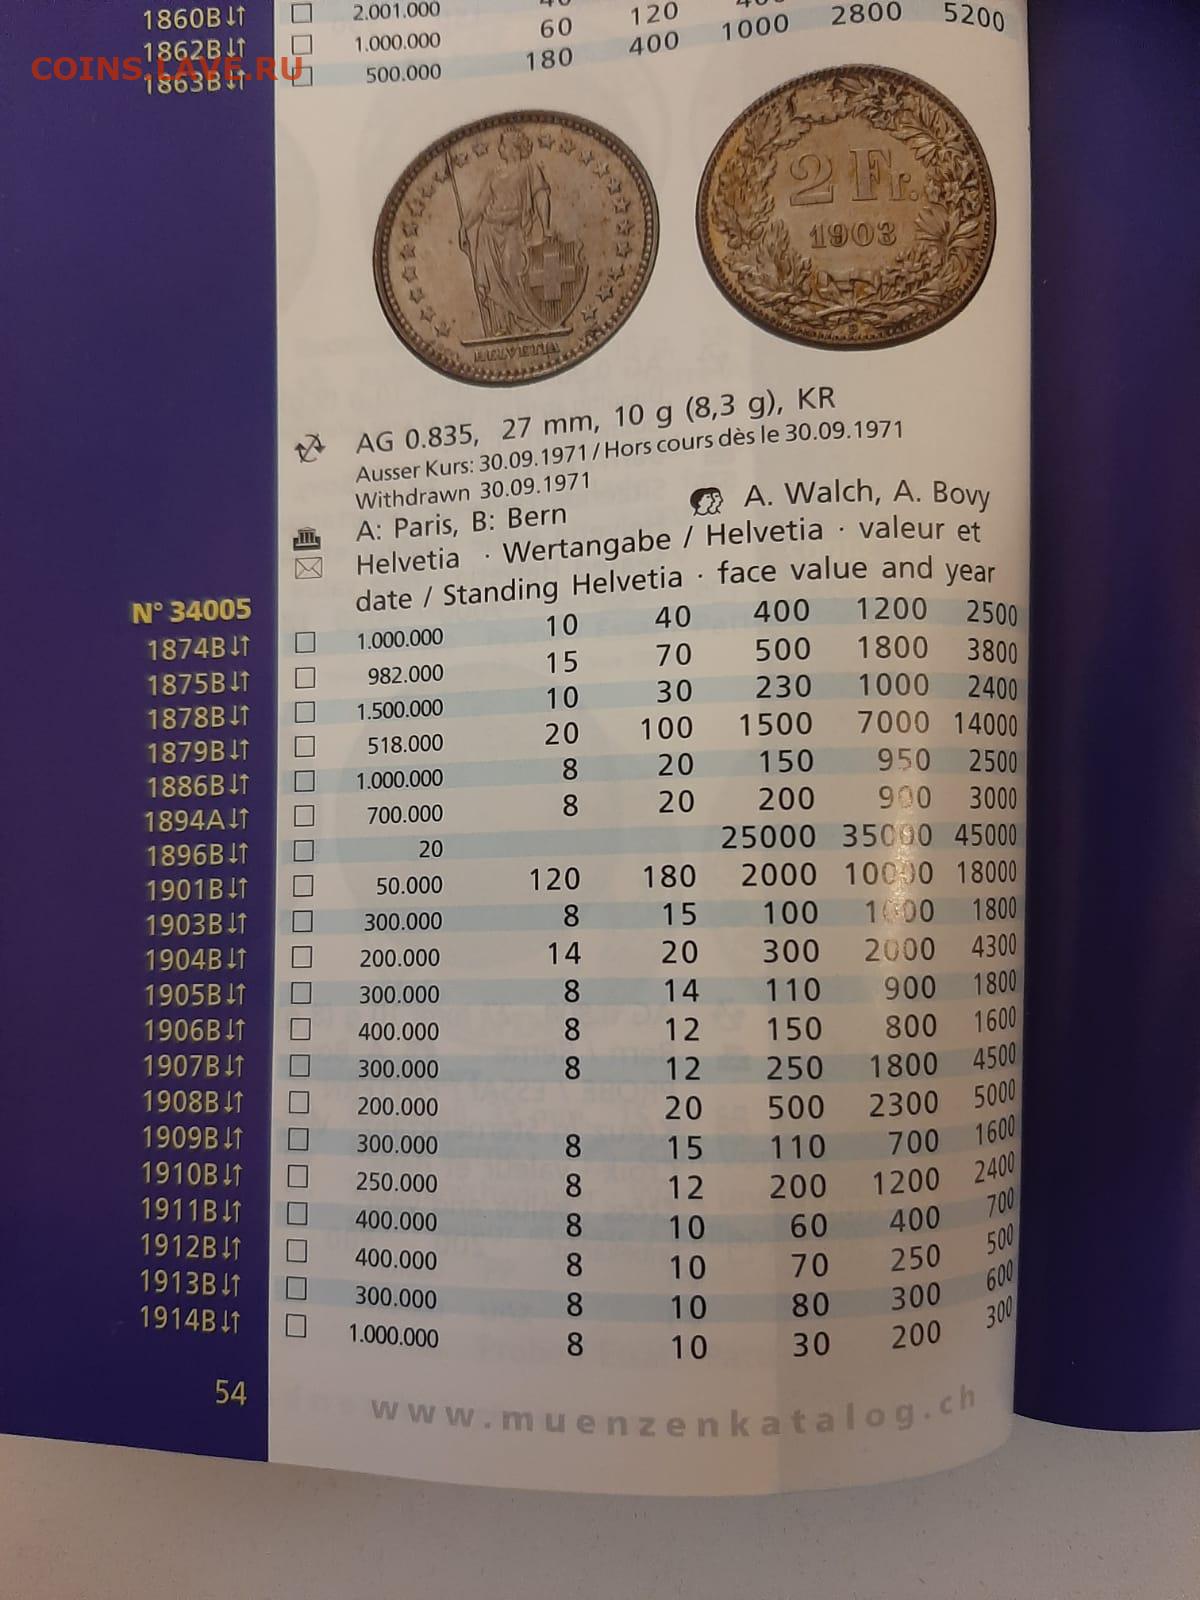 1860B↓↑ □ 2.001.000
1862B↓↑ □ 1.000.000 60 120 1000 2800 5200
1863B↓↑ □ 500.000 180 400
COINS.LAVE.RU
2 Fr.
1903
B
HELVETIA
AG 0.835, 27 mm, 10 g (8,3 g), KR
Ausser Kurs: 30.09.1971 / Hors cours dès le 30.09.1971
Withdrawn 30.09.1971
A: Paris, B: Bern A. Walch, A. Bovy
Helvetia · Wertangabe / Helvetia · valeur et
date / Standing Helvetia · face value and year
N° 34005
1874B↓↑ □ 1.000.000 10 40 400 1200 2500
1875B↓↑ □ 982.000 15 70 500 1800 3800
1878B↓↑ □ 1.500.000 10 30 230 1000 2400
1879B↓↑ □ 518.000 20 100 1500 7000 14000
1886B↓↑ □ 1.000.000 8 20 150 950 2500
1894A↓↑ □ 700.000 8 20 200 900 3000
1896B↓↑ □ 20 25000 35000 45000
1901B↓↑ □ 50.000 120 180 2000 10000 18000
1903B↓↑ □ 300.000 8 15 100 1000 1800
1904B↓↑ □ 200.000 14 20 300 2000 4300
1905B↓↑ □ 300.000 8 14 110 900 1800
1906B↓↑ □ 400.000 8 12 150 800 1600
1907B↓↑ □ 300.000 8 12 250 1800 4500
1908B↓↑ □ 200.000 20 500 2300 5000
1909B↓↑ □ 300.000 8 15 110 700 1600
1910B↓↑ □ 250.000 8 12 200 1200 2400
1911B↓↑ □ 400.000 8 10 60 400 700
1912B↓↑ □ 400.000 8 10 70 250 500
1913B↓↑ □ 300.000 8 10 80 300 600
1914B↓↑ □ 1.000.000 8 10 30 200 300
54
www.muenzenkatalog.ch